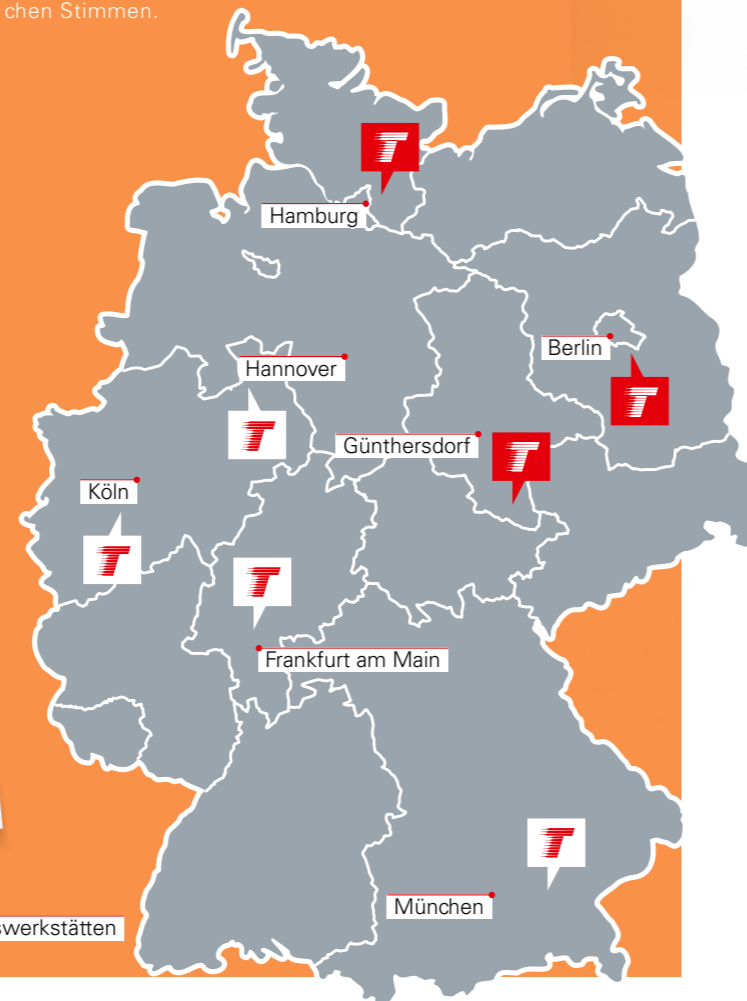 chen Stimmen.
Hamburg
Berlin
Hannover
Günthersdorf
Köln
Frankfurt am Main
München
swerkstätten